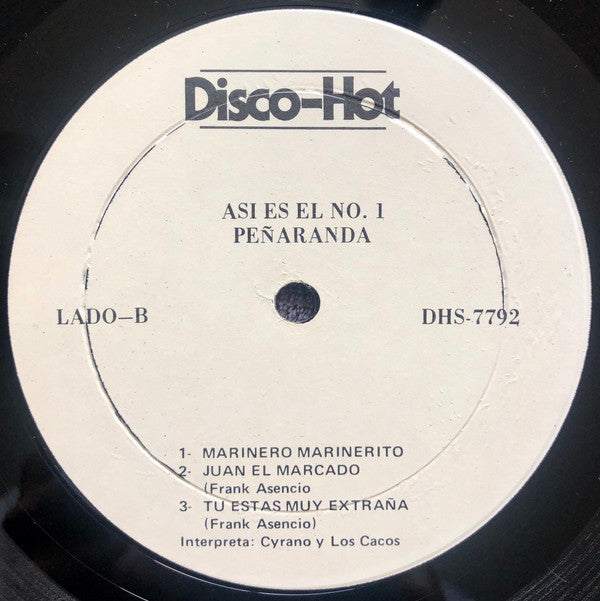 Disco-Hot
ASI ES EL NO. 1
PEÑARANDA
LADO-B
DHS-7792
1- MARINERO MARINERITO
2- JUAN EL MARCADO
(Frank Asencio
3- TU ESTAS MUY EXTRAÑA
(Frank Asencio)
Interpreta: Cyrano y Los Cacos